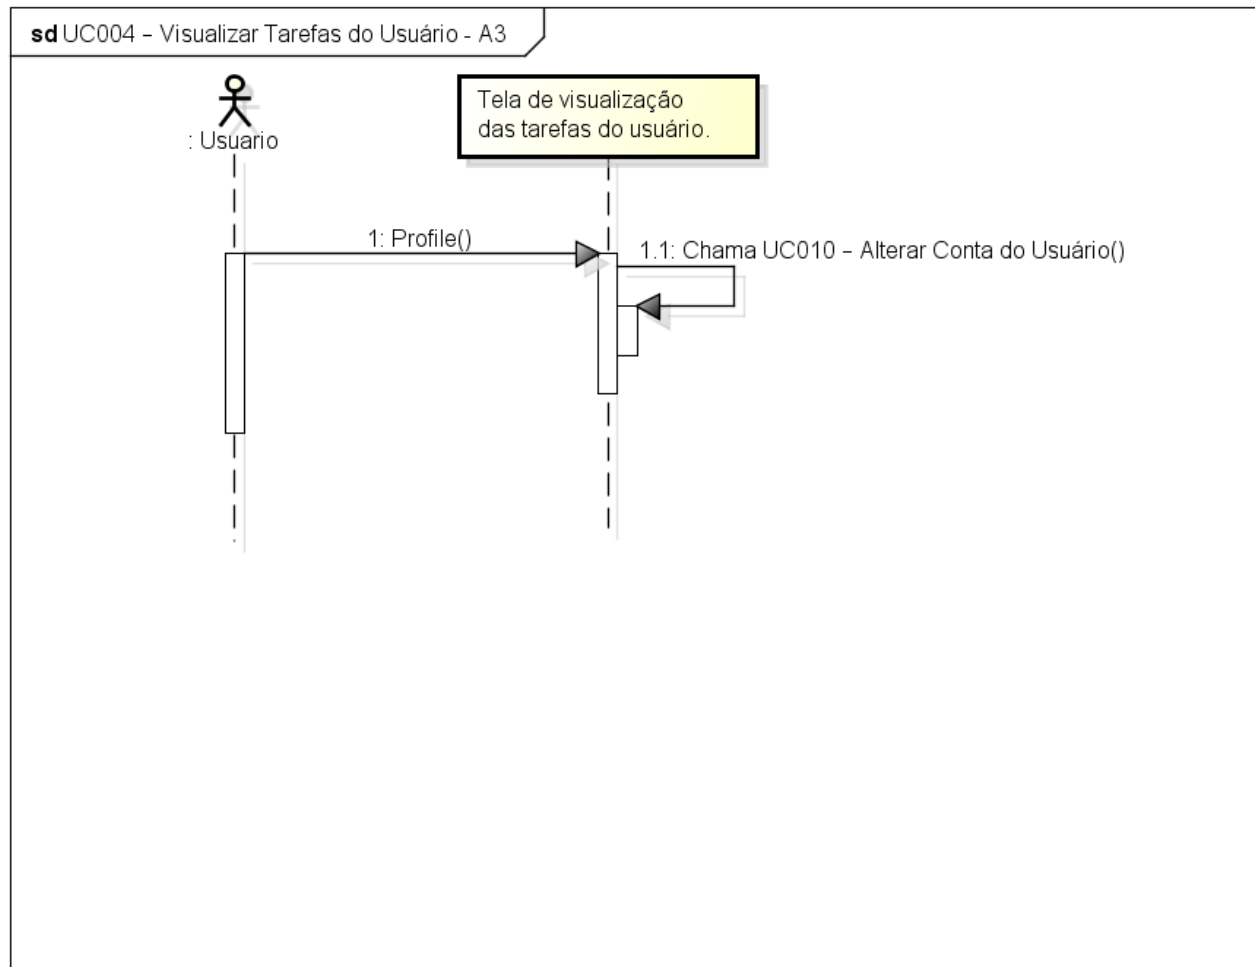 sd UC004 – Visualizar Tarefas do Usuário - A3
Tela de visualização
das tarefas do usuário.
: Usuario
1: Profile()
1.1: Chama UC010 – Alterar Conta do Usuário()